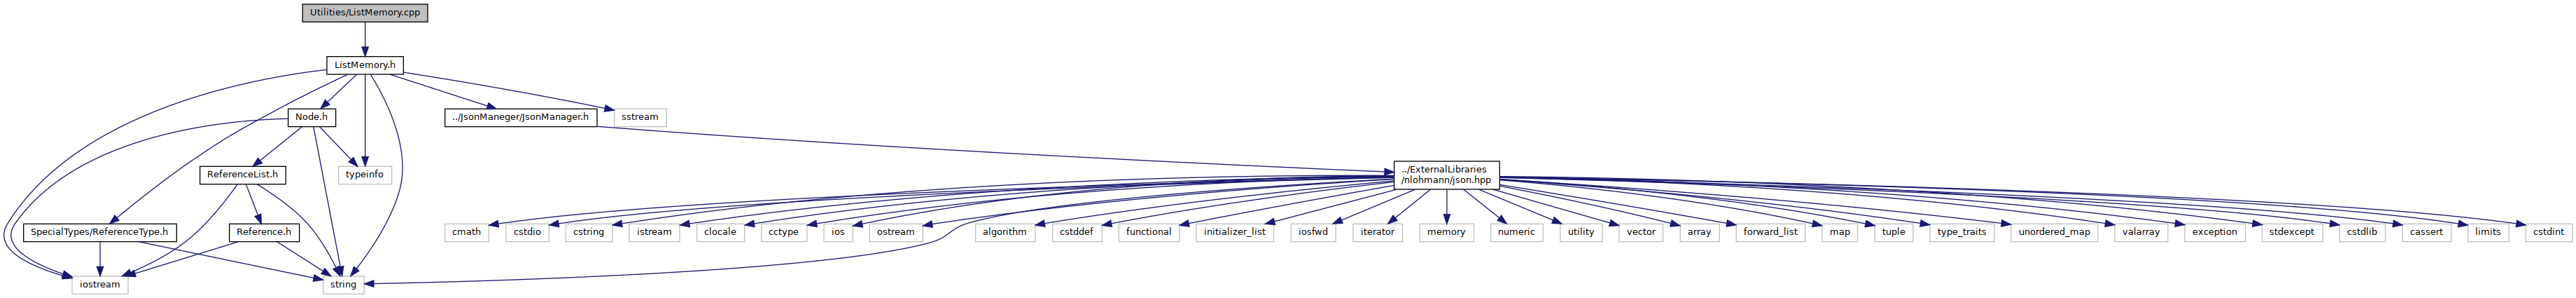 Utilities/ListMemory.cpp
ListMemory.h
Node.h
../JsonManeger/JsonManager.h
sstream
ReferenceList.h
typeinfo
../ExternalLibraries
/nlohmann/json.hpp
SpecialTypes/ReferenceType.h
Reference.h
cmath
cstdio
cstring
istream
clocale
cctype
ios
ostream
algorithm
cstddef
functional
initializer_list
iosfwd
iterator
memory
numeric
utility
vector
array
forward_list
map
tuple
type_traits
unordered_map
valarray
exception
stdexcept
cstdlib
cassert
limits
cstdint
iostream
string